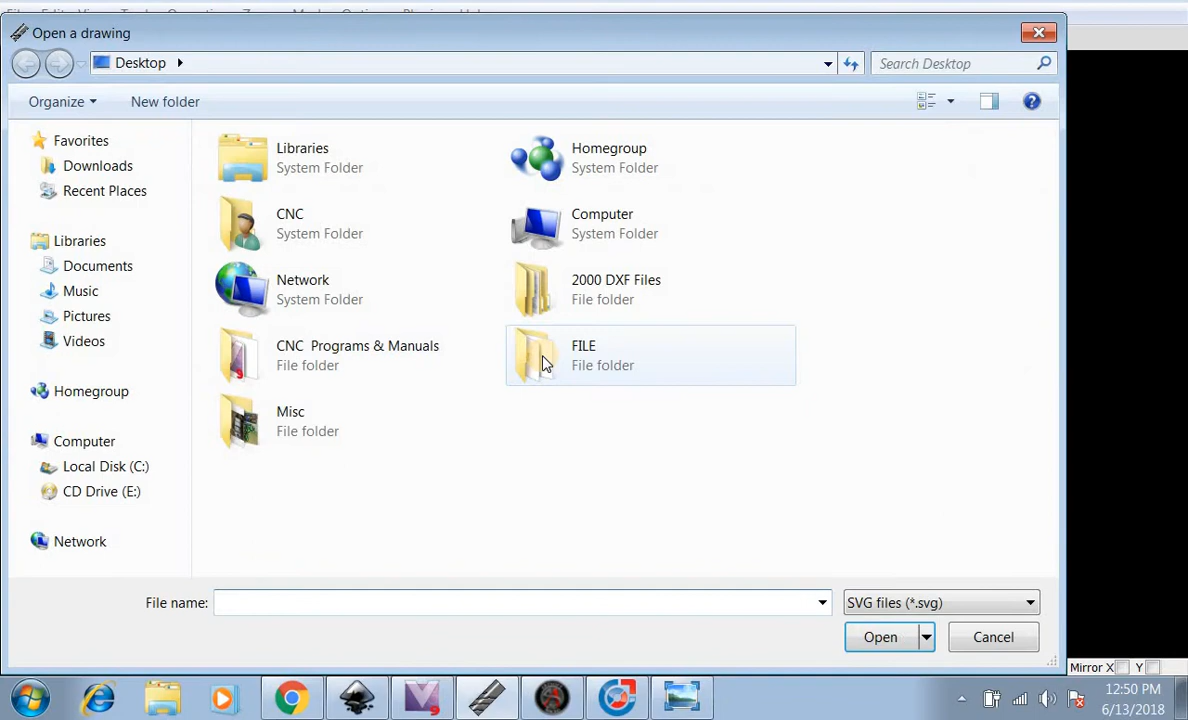 Open a drawing
Desktop
Search Desktop
Organize
New folder
Favorites
Downloads
Recent Places
Libraries
Documents
Music
Pictures
Videos
Homegroup
Computer
Local Disk (C:)
CD Drive (E:)
Network
Libraries
System Folder
Homegroup
System Folder
CNC
System Folder
Computer
System Folder
Network
System Folder
2000 DXF Files
File folder
CNC Programs & Manuals
File folder
FILE
File folder
Misc
File folder
File name:
SVG files (*.svg)
Open
Cancel
Mirror X Y
12:50 PM
6/13/2018